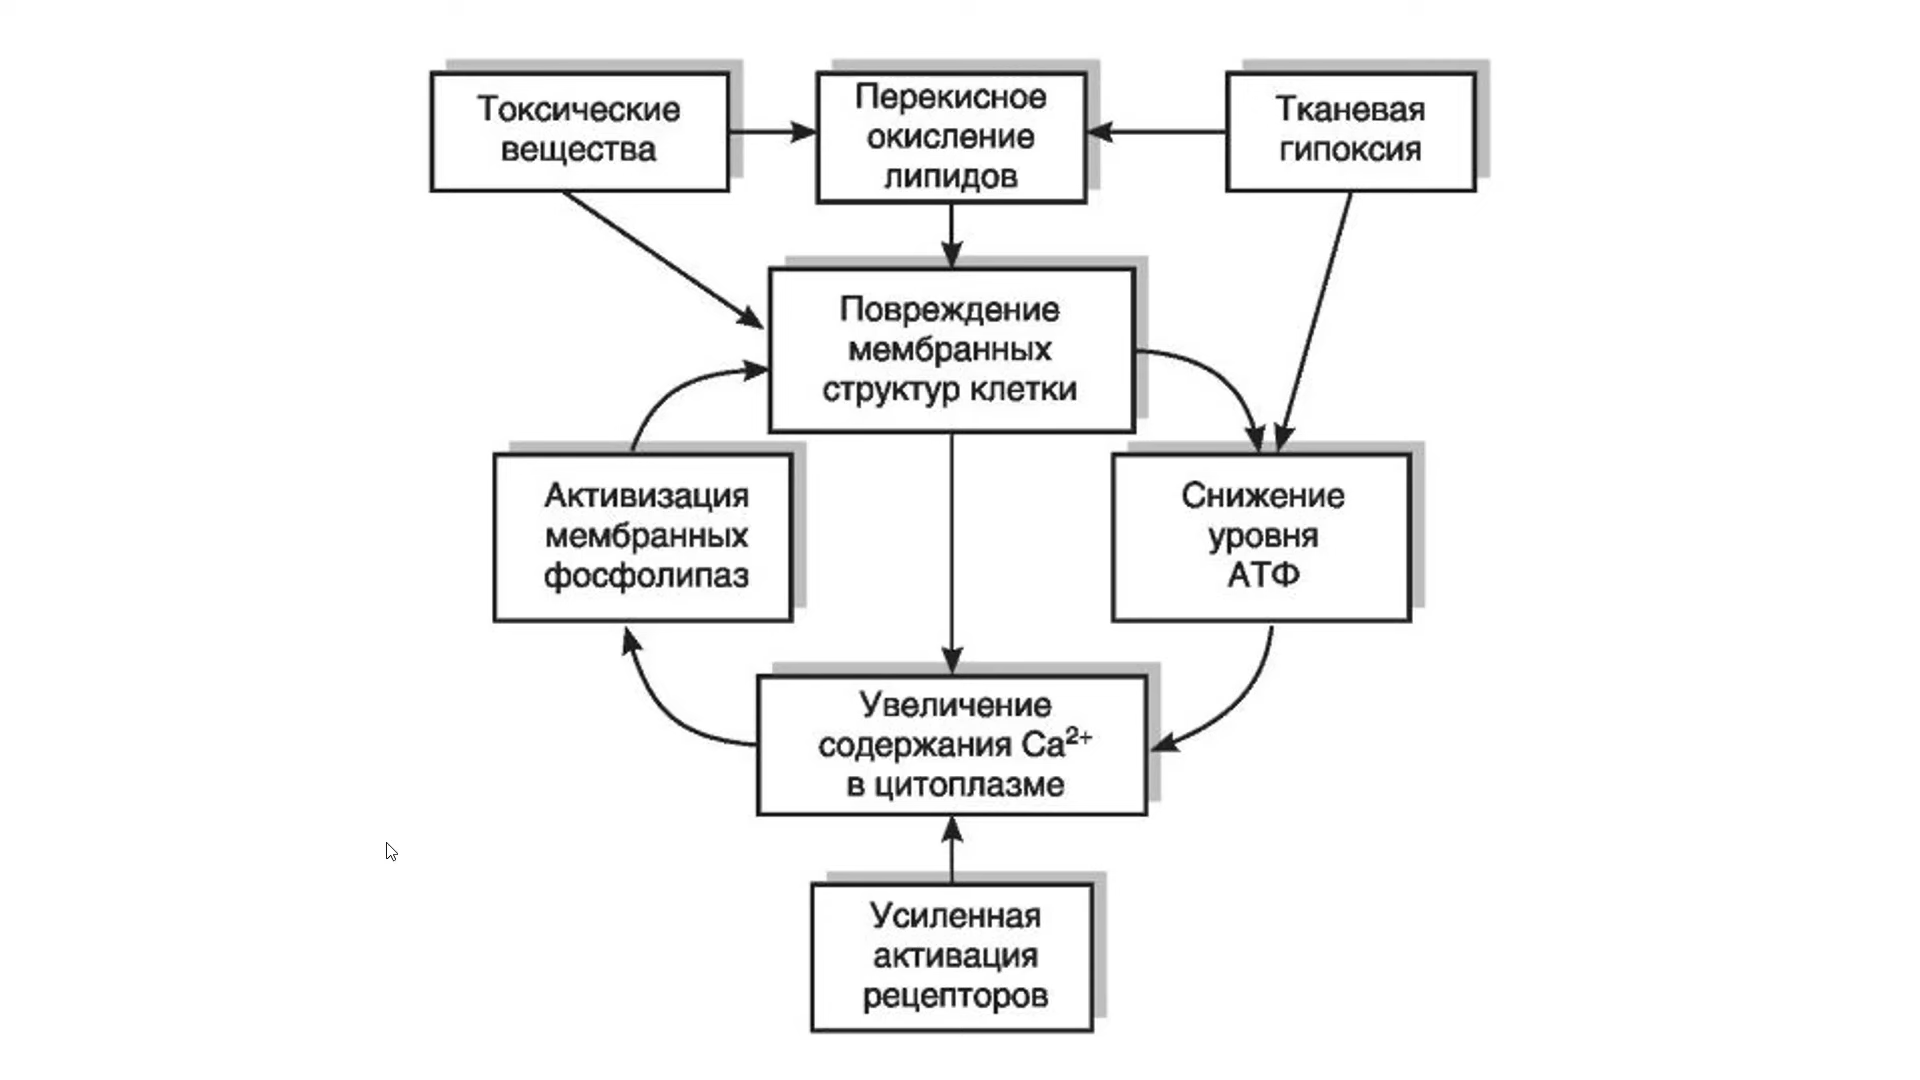 Токсические
вещества
Перекисное
окисление
липидов
Тканевая
гипоксия
Повреждение
мембранных
структур клетки
Активизация
мембранных
фосфолипаз
Снижение
уровня
АТФ
Увеличение
содержания Ca²⁺
в цитоплазме
Усиленная
активация
рецепторов